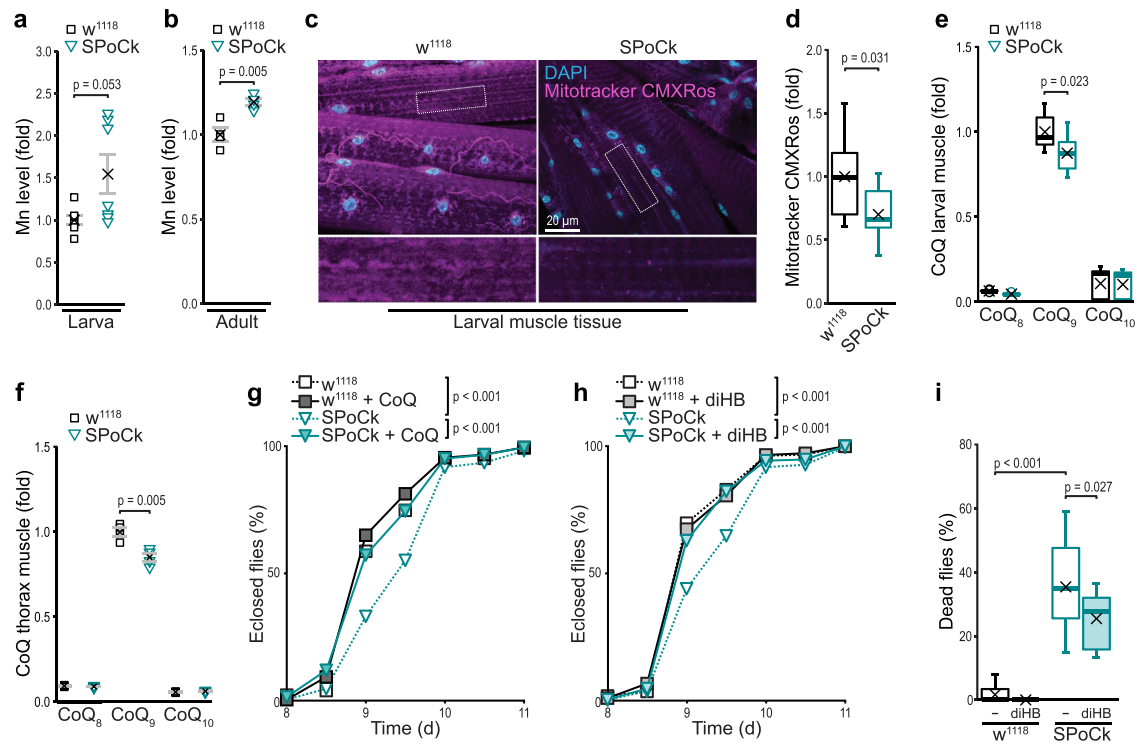 a
w1118
SPoCk
Mn level (fold)
3.0
2.5
2.0
1.5
1.0
0.5
0.0
p = 0.053
Larva
b
w1118
SPoCk
Mn level (fold)
1.5
1.0
0.5
0.0
p = 0.005
Adult
c
w1118
SPoCk
DAPI
Mitotracker CMXRos
20 µm
Larval muscle tissue
d
Mitotracker CMXRos (fold)
2.0
1.5
1.0
0.5
0.0
p = 0.031
w1118
SPoCk
e
w1118
SPoCk
CoQ larval muscle (fold)
1.5
1.0
0.5
0.0
p = 0.023
CoQ8
CoQ9
CoQ10
f
w1118
SPoCk
CoQ thorax muscle (fold)
1.5
1.0
0.5
0.0
p = 0.005
CoQ8
CoQ9
CoQ10
g
w1118
w1118 + CoQ
SPoCk
SPoCk + CoQ
p < 0.001
p < 0.001
Eclosed flies (%)
100
50
8 9 10 11
Time (d)
h
w1118
w1118 + diHB
SPoCk
SPoCk + diHB
p < 0.001
p < 0.001
Eclosed flies (%)
100
50
8 9 10 11
Time (d)
i
Dead flies (%)
80
60
40
20
0
p < 0.001
p = 0.027
– diHB – diHB
w1118 SPoCk